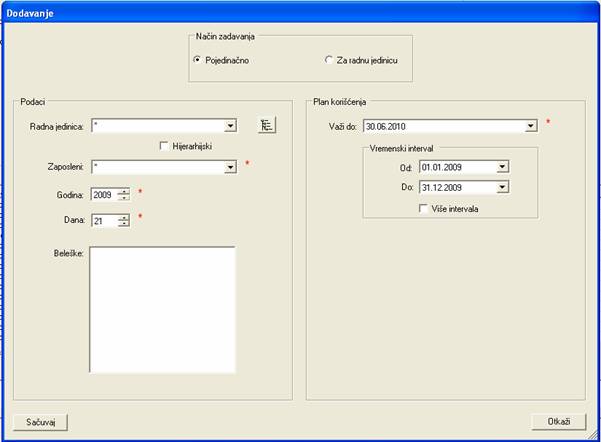 Dodavanje
Način zadavanja
Pojedinačno
Za radnu jedinicu
Podaci
Radna jedinica: *
Hijerarhijski
Zaposleni: * *
Godina: 2009 *
Dana: 21 *
Beleške:
Plan korišćenja
Važi do: 30.06.2010 *
Vremenski interval
Od: 01.01.2009
Do: 31.12.2009
Više intervala
Sačuvaj
Otkaži